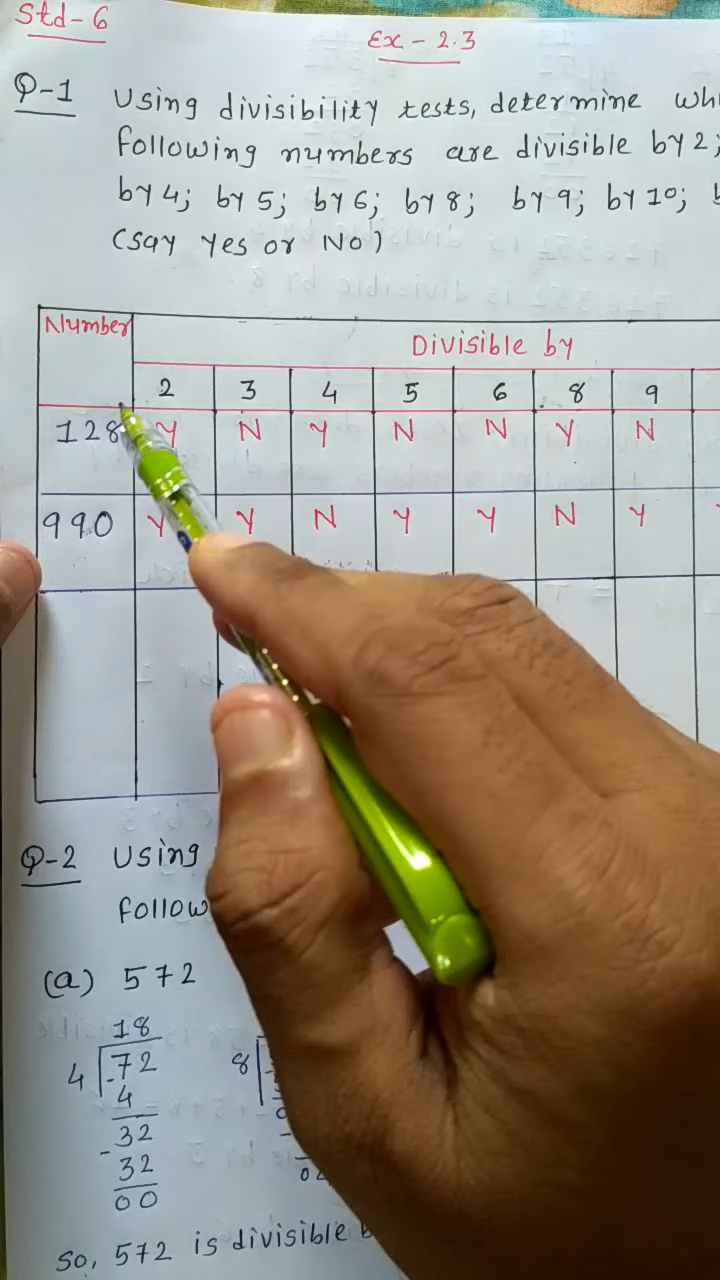 Std-6
Ex-2.3
Q-1 Using divisibility tests, determine
following numbers are divisible by 2;
by 4; by 5; by 6; by 8; by 9; by 10;
(say Yes or No)
Number
Divisible by
2 3 4 5 6 8 9
128 Y N Y N N Y N
990 Y Y N Y Y N Y
Q-2 Using
(a) 572
18
4 72 8
4
-32
32
00
So, 572 is divisible